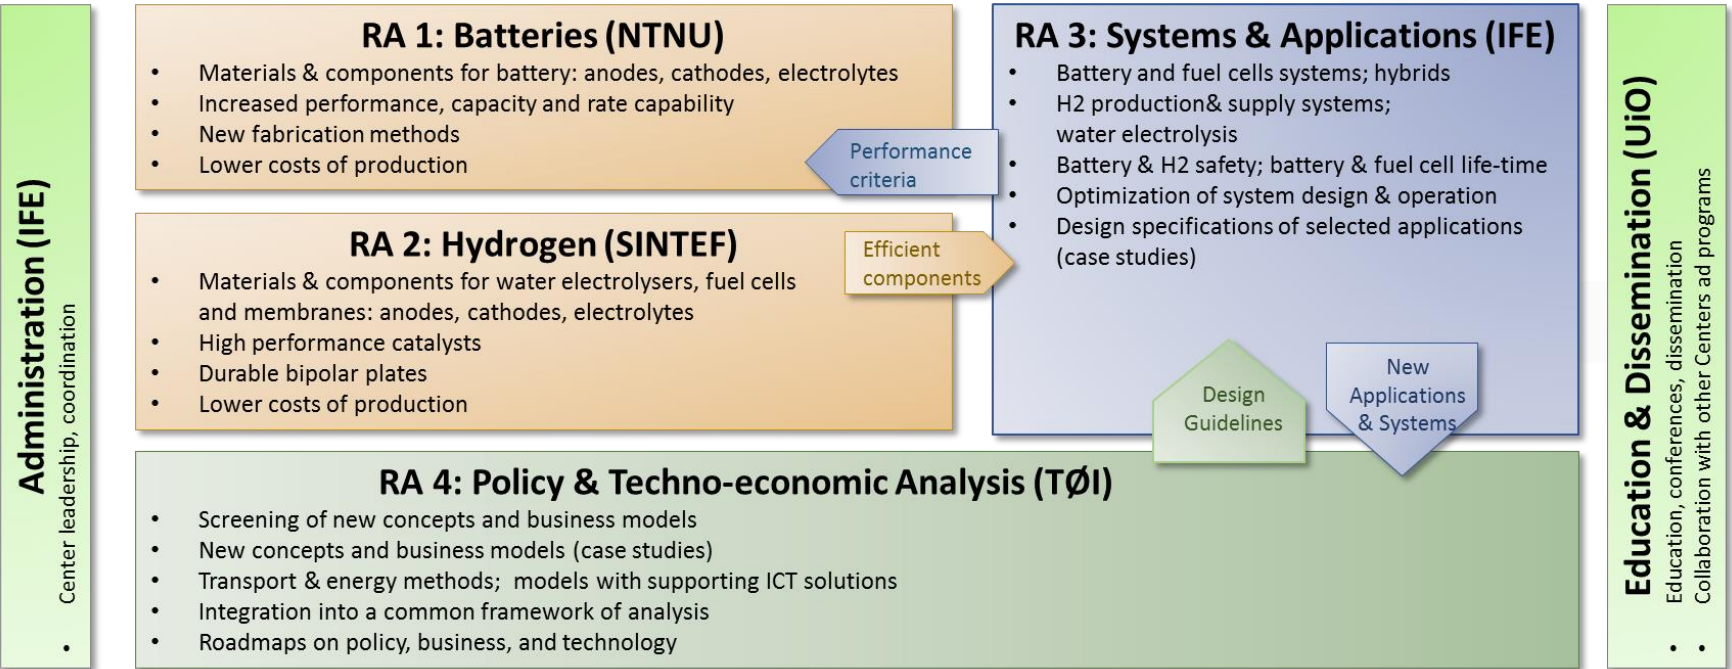 Administration (IFE)
• Center leadership, coordination
RA 1: Batteries (NTNU)
• Materials & components for battery: anodes, cathodes, electrolytes
• Increased performance, capacity and rate capability
• New fabrication methods
• Lower costs of production
Performance
criteria
RA 2: Hydrogen (SINTEF)
• Materials & components for water electrolysers, fuel cells
and membranes: anodes, cathodes, electrolytes
• High performance catalysts
• Durable bipolar plates
• Lower costs of production
Efficient
components
RA 3: Systems & Applications (IFE)
• Battery and fuel cells systems; hybrids
• H2 production& supply systems;
water electrolysis
• Battery & H2 safety; battery & fuel cell life-time
• Optimization of system design & operation
• Design specifications of selected applications
(case studies)
Design
Guidelines
New
Applications
& Systems
RA 4: Policy & Techno-economic Analysis (TØI)
• Screening of new concepts and business models
• New concepts and business models (case studies)
• Transport & energy methods; models with supporting ICT solutions
• Integration into a common framework of analysis
• Roadmaps on policy, business, and technology
Education & Dissemination (UiO)
• Education, conferences, dissemination
• Collaboration with other Centers ad programs